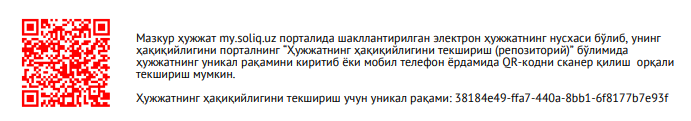 Мазкур ҳужжат my.soliq.uz порталида шакллантирилган электрон ҳужжатнинг нусхаси бўлиб, унинг
ҳақиқийлигини порталнинг “Ҳужжатнинг ҳақиқийлигини текшириш (репозиторий)” бўлимида
ҳужжатнинг уникал рақамини киритиб ёки мобил телефон ёрдамида QR-кодни сканер қилиш орқали
текшириш мумкин.
Ҳужжатнинг ҳақиқийлигини текшириш учун уникал рақами: 38184e49-ffa7-440a-8bb1-6f8177b7e93f